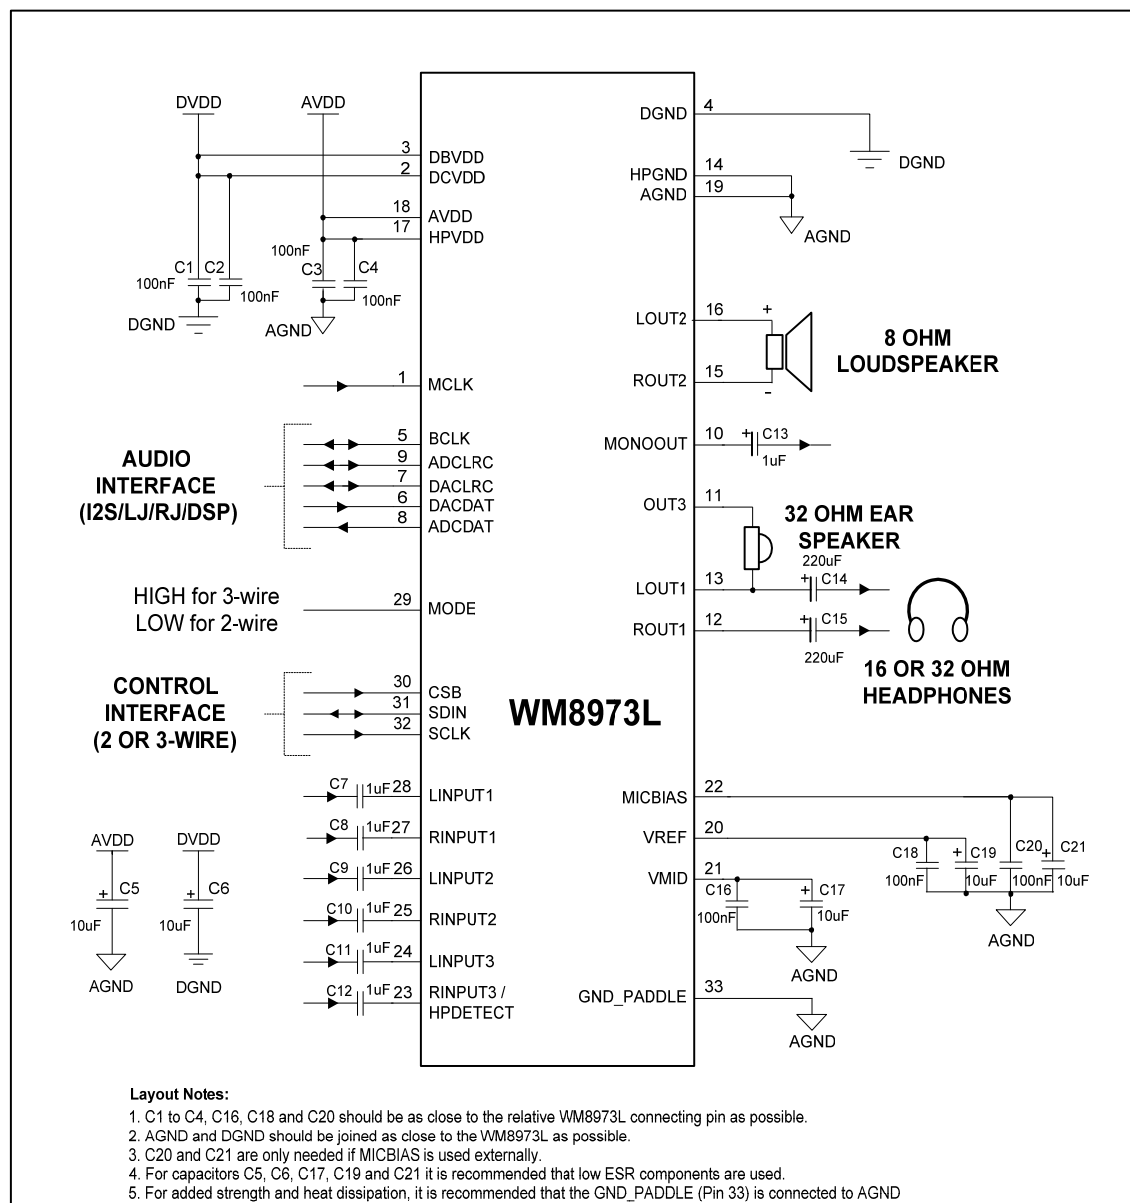 DVDD
AVDD
3 DBVDD
2 DCVDD
18 AVDD
17 HPVDD
100nF
C1 C2
C3 C4
100nF
100nF
100nF
DGND
AGND
1 MCLK
AUDIO
INTERFACE
(I2S/LJ/RJ/DSP)
5 BCLK
9 ADCLRC
7 DACLRC
6 DACDAT
8 ADCDAT
HIGH for 3-wire
LOW for 2-wire
29 MODE
CONTROL
INTERFACE
(2 OR 3-WIRE)
30 CSB
31 SDIN
32 SCLK
C7 1uF 28 LINPUT1
C8 1uF 27 RINPUT1
C9 1uF 26 LINPUT2
C10 1uF 25 RINPUT2
C11 1uF 24 LINPUT3
C12 1uF 23 RINPUT3 /
HPDETECT
AVDD
+ C5
10uF
AGND
DVDD
+ C6
10uF
DGND
WM8973L
DGND 4
DGND
HPGND 14
AGND 19
AGND
LOUT2 16 +
ROUT2 15 -
8 OHM
LOUDSPEAKER
MONOOUT 10 + C13
1uF
OUT3 11
32 OHM EAR
SPEAKER
220uF
LOUT1 13 + C14
ROUT1 12 + C15
220uF
16 OR 32 OHM
HEADPHONES
MICBIAS 22
VREF 20
C18 + C19 C20 + C21
100nF 10uF 100nF 10uF
AGND
VMID 21
C16 + C17
100nF 10uF
AGND
GND_PADDLE 33
AGND
Layout Notes:
1. C1 to C4, C16, C18 and C20 should be as close to the relative WM8973L connecting pin as possible.
2. AGND and DGND should be joined as close to the WM8973L as possible.
3. C20 and C21 are only needed if MICBIAS is used externally.
4. For capacitors C5, C6, C17, C19 and C21 it is recommended that low ESR components are used.
5. For added strength and heat dissipation, it is recommended that the GND_PADDLE (Pin 33) is connected to AGND